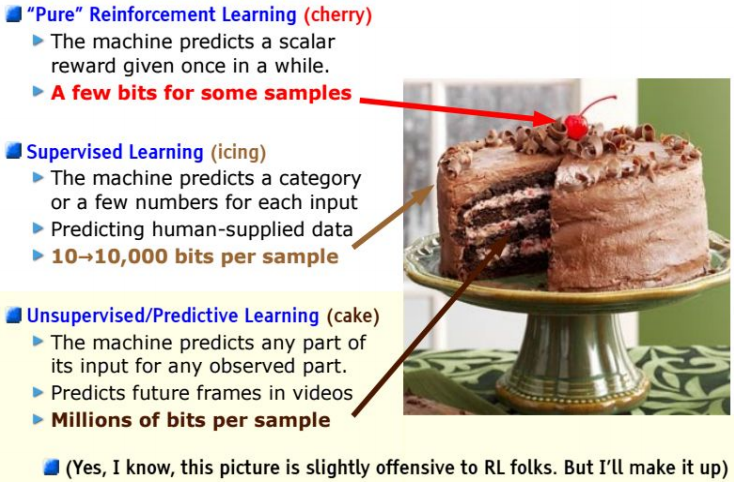 “Pure” Reinforcement Learning (cherry)
The machine predicts a scalar
reward given once in a while.
A few bits for some samples
Supervised Learning (icing)
The machine predicts a category
or a few numbers for each input
Predicting human-supplied data
10→10,000 bits per sample
Unsupervised/Predictive Learning (cake)
The machine predicts any part of
its input for any observed part.
Predicts future frames in videos
Millions of bits per sample
(Yes, I know, this picture is slightly offensive to RL folks. But I’ll make it up)